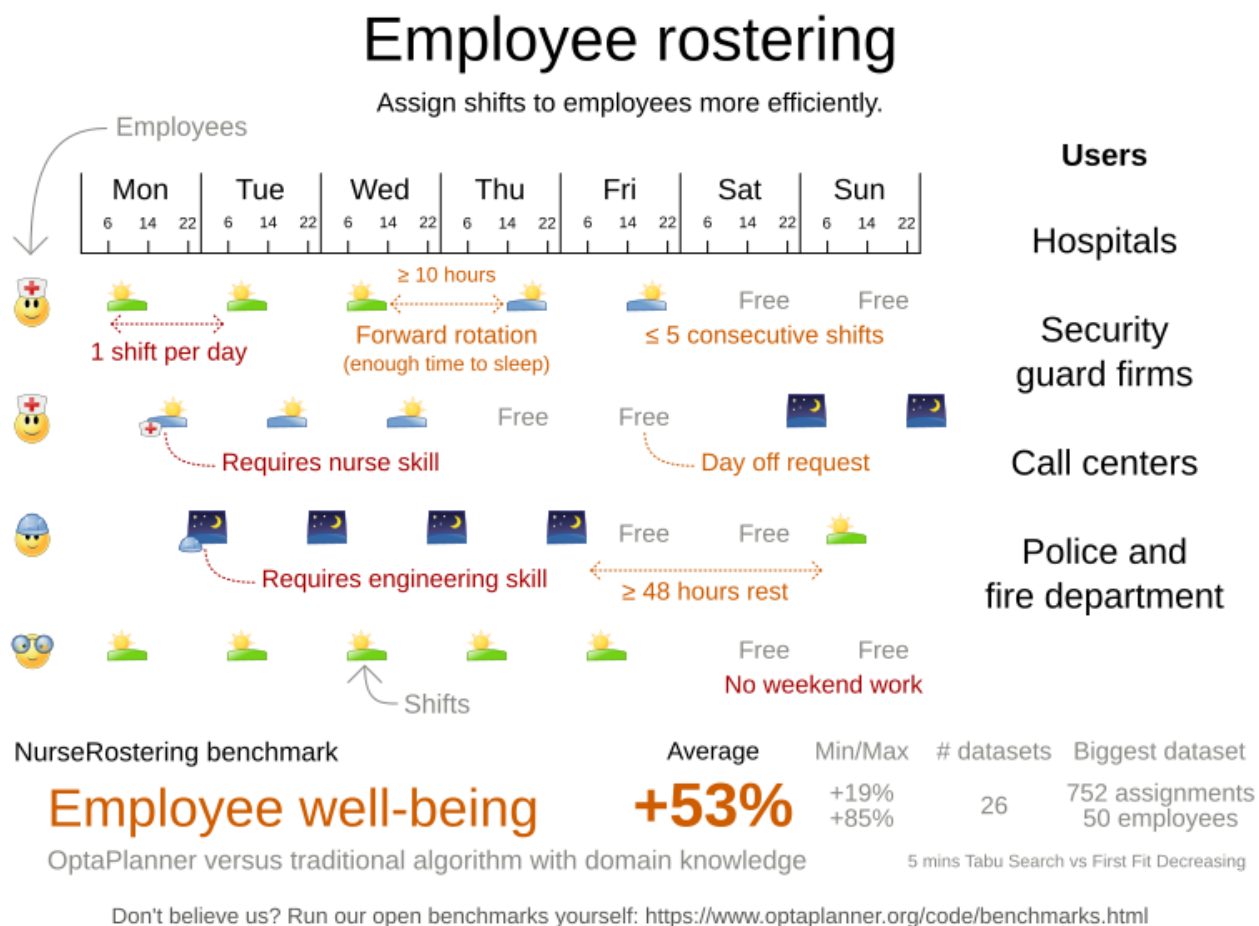 Employee rostering
Assign shifts to employees more efficiently.
Employees
Users
Mon Tue Wed Thu Fri Sat Sun
6 14 22 6 14 22 6 14 22 6 14 22 6 14 22 6 14 22 6 14 22
Hospitals
≥ 10 hours
Free Free
1 shift per day
Forward rotation
(enough time to sleep)
≤ 5 consecutive shifts
Security
guard firms
Free Free
Requires nurse skill
Day off request
Call centers
Free Free
Requires engineering skill
≥ 48 hours rest
Police and
fire department
Free Free
No weekend work
Shifts
NurseRostering benchmark
Average
Min/Max
# datasets
Biggest dataset
Employee well-being
+53%
+19%
+85%
26
752 assignments
50 employees
OptaPlanner versus traditional algorithm with domain knowledge
5 mins Tabu Search vs First Fit Decreasing
Don't believe us? Run our open benchmarks yourself: https://www.optaplanner.org/code/benchmarks.html